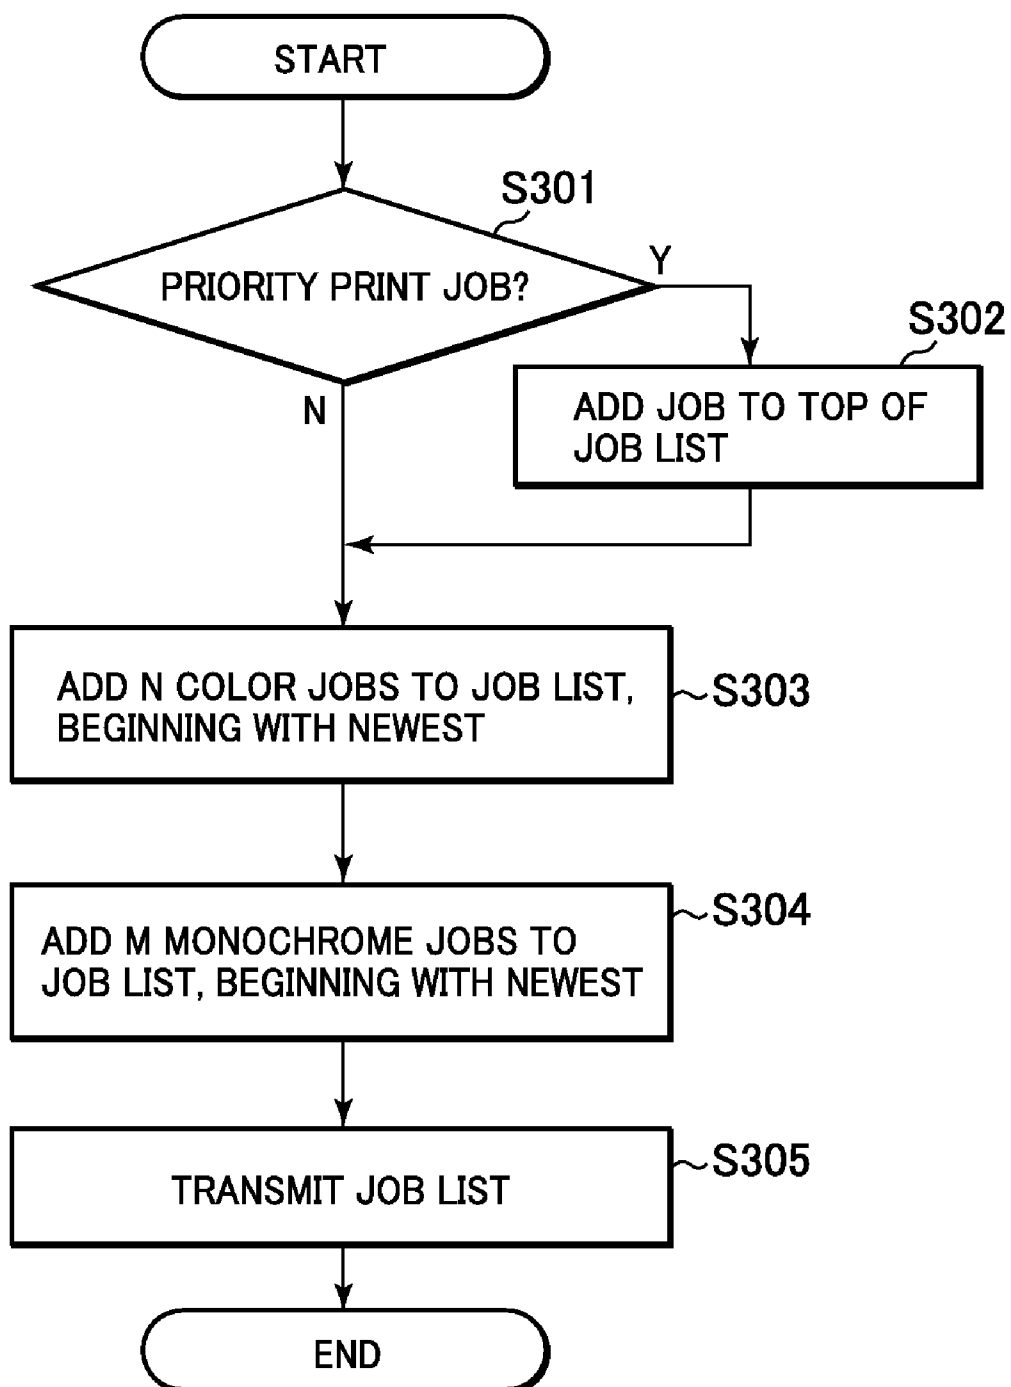 START
S301
PRIORITY PRINT JOB?
Y
S302
ADD JOB TO TOP OF
JOB LIST
N
ADD N COLOR JOBS TO JOB LIST,
BEGINNING WITH NEWEST
S303
ADD M MONOCHROME JOBS TO
JOB LIST, BEGINNING WITH NEWEST
S304
TRANSMIT JOB LIST
S305
END